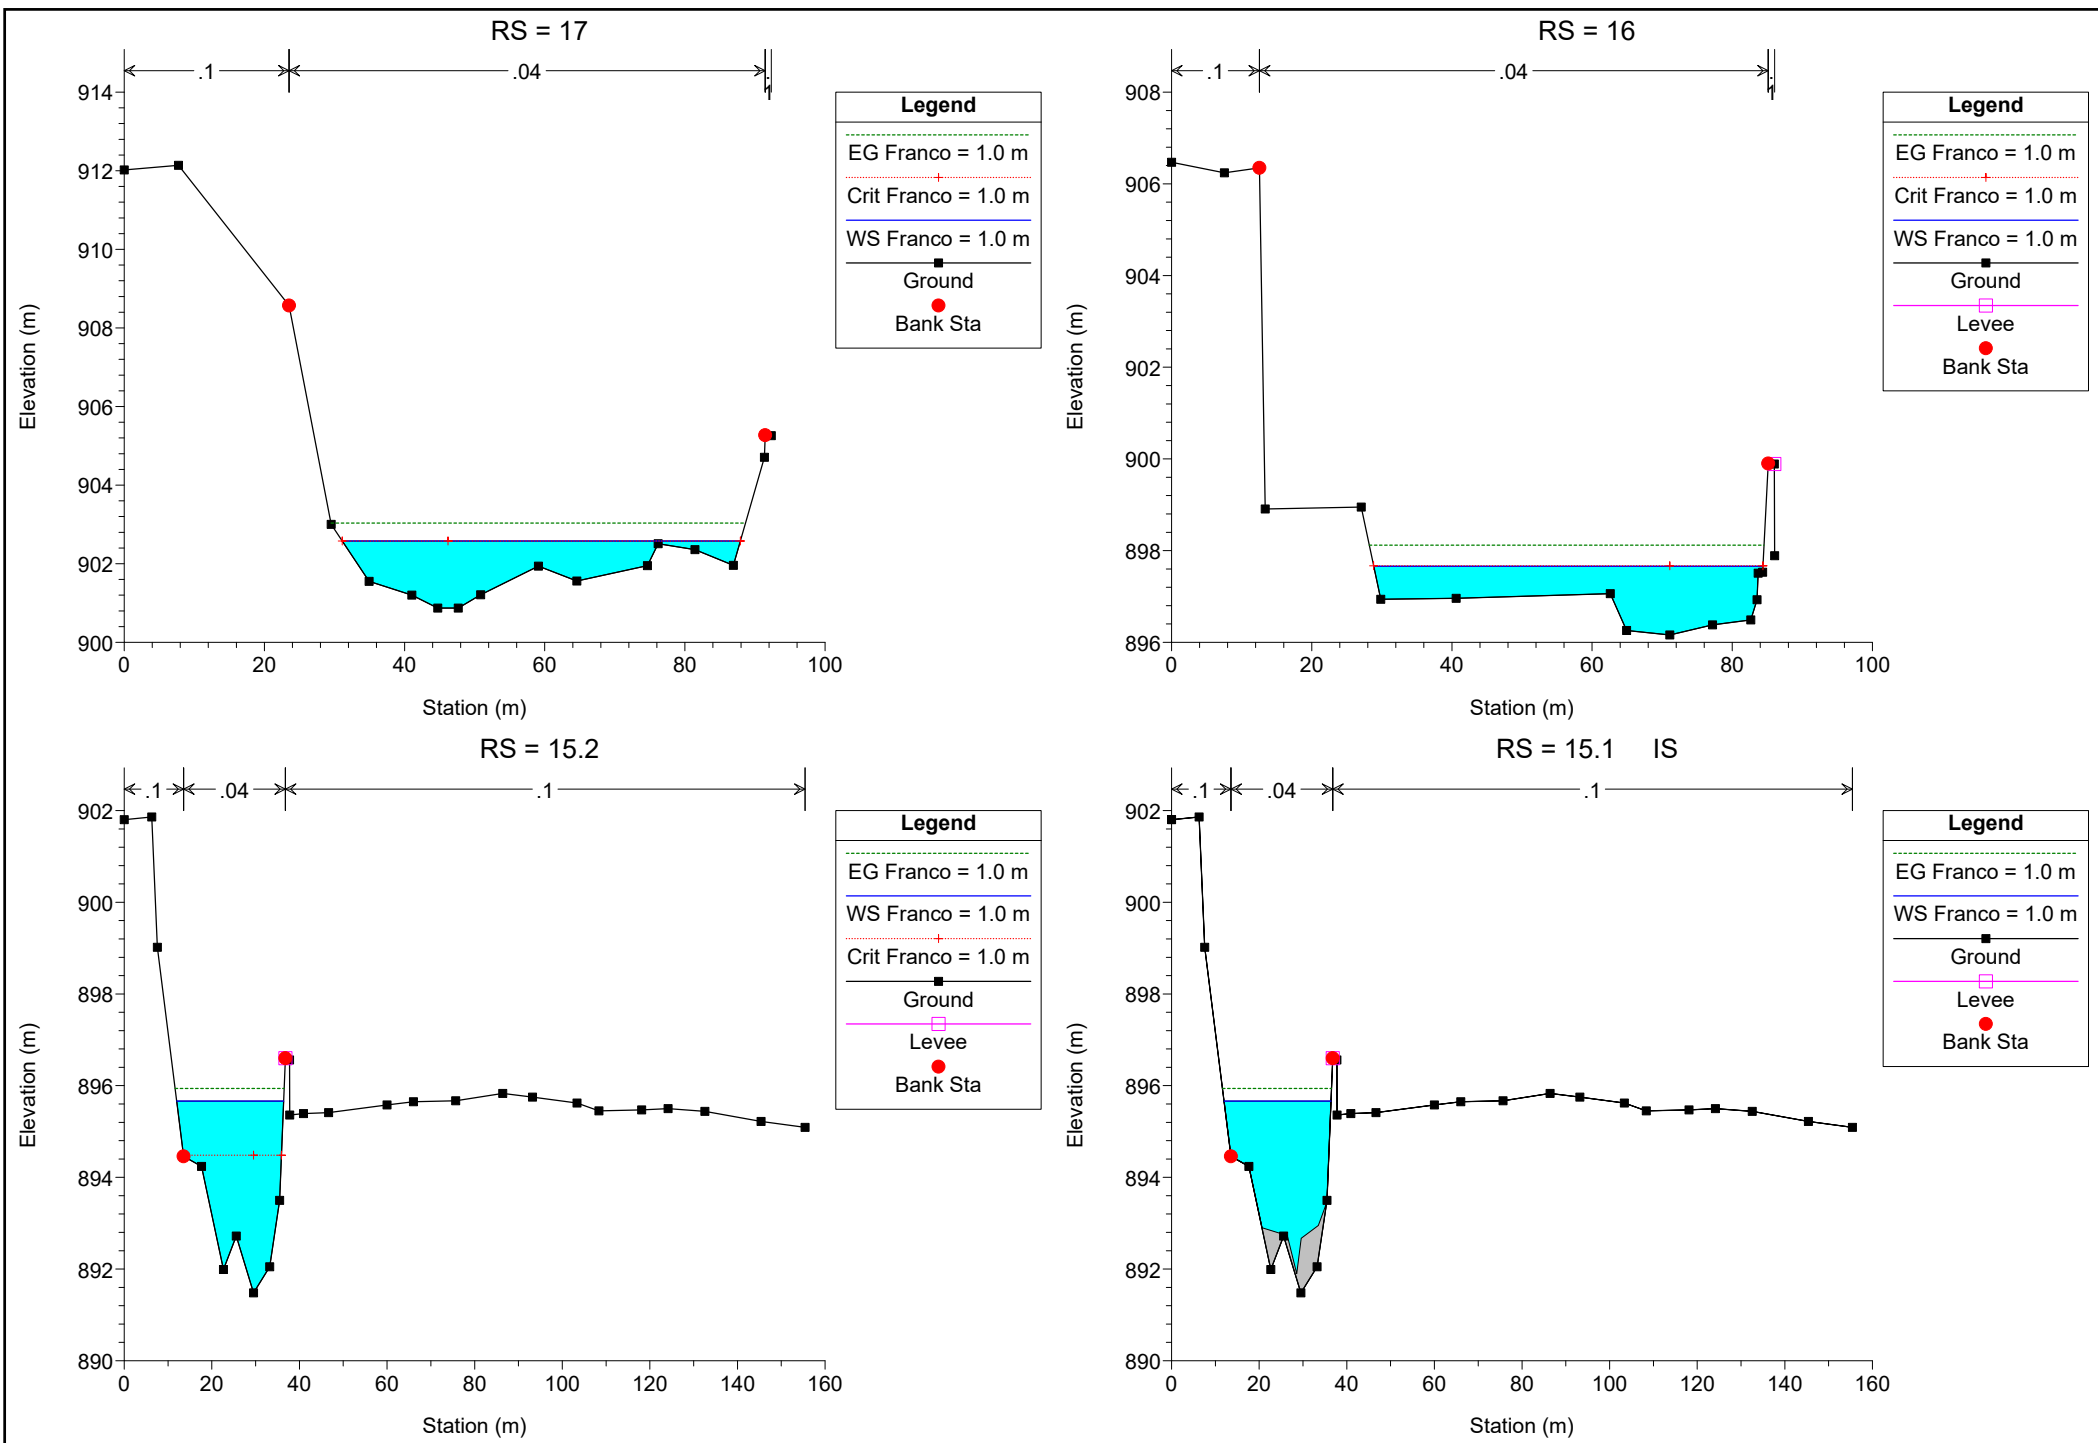 RS = 17
.1
.04
.1
914
912
910
908
906
904
902
900
0
20
40
60
80
100
Elevation (m)
Station (m)
Legend
EG Franco = 1.0 m
Crit Franco = 1.0 m
WS Franco = 1.0 m
Ground
Bank Sta
RS = 16
.1
.04
.1
908
906
904
902
900
898
896
0
20
40
60
80
100
Elevation (m)
Station (m)
Legend
EG Franco = 1.0 m
Crit Franco = 1.0 m
WS Franco = 1.0 m
Ground
Levee
Bank Sta
RS = 15.2
.1
.04
.1
902
900
898
896
894
892
890
0
20
40
60
80
100
120
140
160
Elevation (m)
Station (m)
Legend
EG Franco = 1.0 m
WS Franco = 1.0 m
Crit Franco = 1.0 m
Ground
Levee
Bank Sta
RS = 15.1 IS
.1
.04
.1
902
900
898
896
894
892
890
0
20
40
60
80
100
120
140
160
Elevation (m)
Station (m)
Legend
EG Franco = 1.0 m
WS Franco = 1.0 m
Ground
Levee
Bank Sta